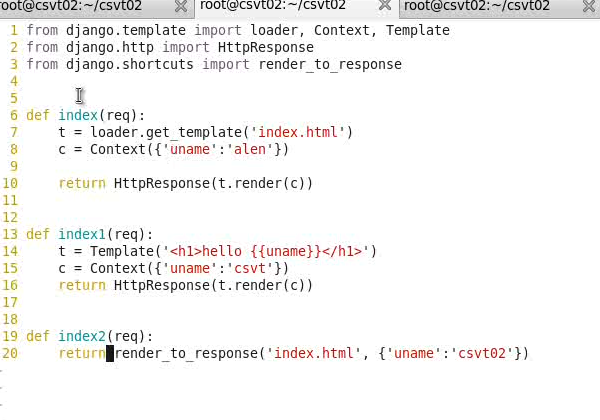 root@csvt02:~/csvt02 root@csvt02:~/csvt02 root@csvt02:~/csvt02
1 from django.template import loader, Context, Template
2 from django.http import HttpResponse
3 from django.shortcuts import render_to_response
4
5
6 def index(req):
7     t = loader.get_template('index.html')
8     c = Context({'uname':'alen'})
9
10     return HttpResponse(t.render(c))
11
12
13 def index1(req):
14     t = Template('<h1>hello {{uname}}</h1>')
15     c = Context({'uname':'csvt'})
16     return HttpResponse(t.render(c))
17
18
19 def index2(req):
20     return render_to_response('index.html', {'uname':'csvt02'})